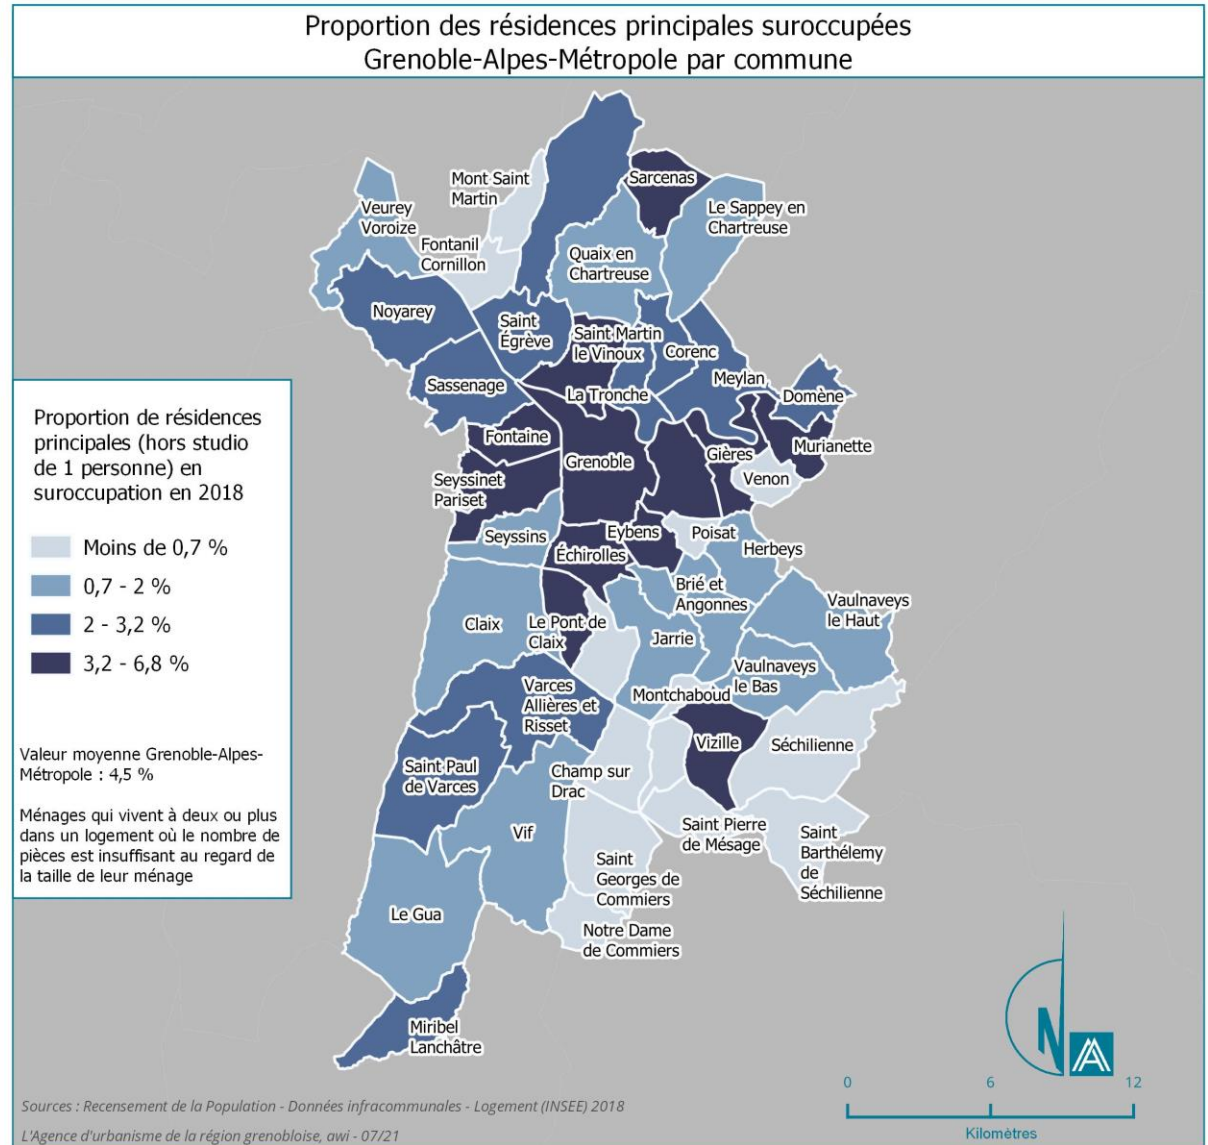 Proportion des résidences principales suroccupées
Grenoble-Alpes-Métropole par commune
Mont Saint
Martin
Sarcenas
Veurey
Voroize
Le Sappey en
Chartreuse
Fontanil
Cornillon
Quaix en
Chartreuse
Noyarey
Saint
Égrève
Saint Martin
le Vinoux
Corenc
Meylan
Sassenage
La Tronche
Domène
Fontaine
Grenoble
Gières
Murianette
Seyssinet
Pariset
Venon
Seyssins
Eybens
Poisat
Échirolles
Herbeys
Brié et
Angonnes
Vaulnaveys
le Haut
Claix
Le Pont de
Claix
Jarrie
Vaulnaveys
le Bas
Montchaboud
Varces
Allières et
Risset
Vizille
Séchilienne
Saint Paul
de Varces
Champ sur
Drac
Vif
Saint Pierre
de Mésage
Saint
Barthélemy
de
Séchilienne
Saint
Georges de
Commiers
Le Gua
Notre Dame
de Commiers
Miribel
Lanchâtre
Proportion de résidences
principales (hors studio
de 1 personne) en
suroccupation en 2018
Moins de 0,7 %
0,7 - 2 %
2 - 3,2 %
3,2 - 6,8 %
Valeur moyenne Grenoble-Alpes-
Métropole : 4,5 %
Ménages qui vivent à deux ou plus
dans un logement où le nombre de
pièces est insuffisant au regard de
la taille de leur ménage
N
0 6 12
Kilomètres
Sources : Recensement de la Population - Données infracommunales - Logement (INSEE) 2018
L'Agence d'urbanisme de la région grenobloise, awi - 07/21